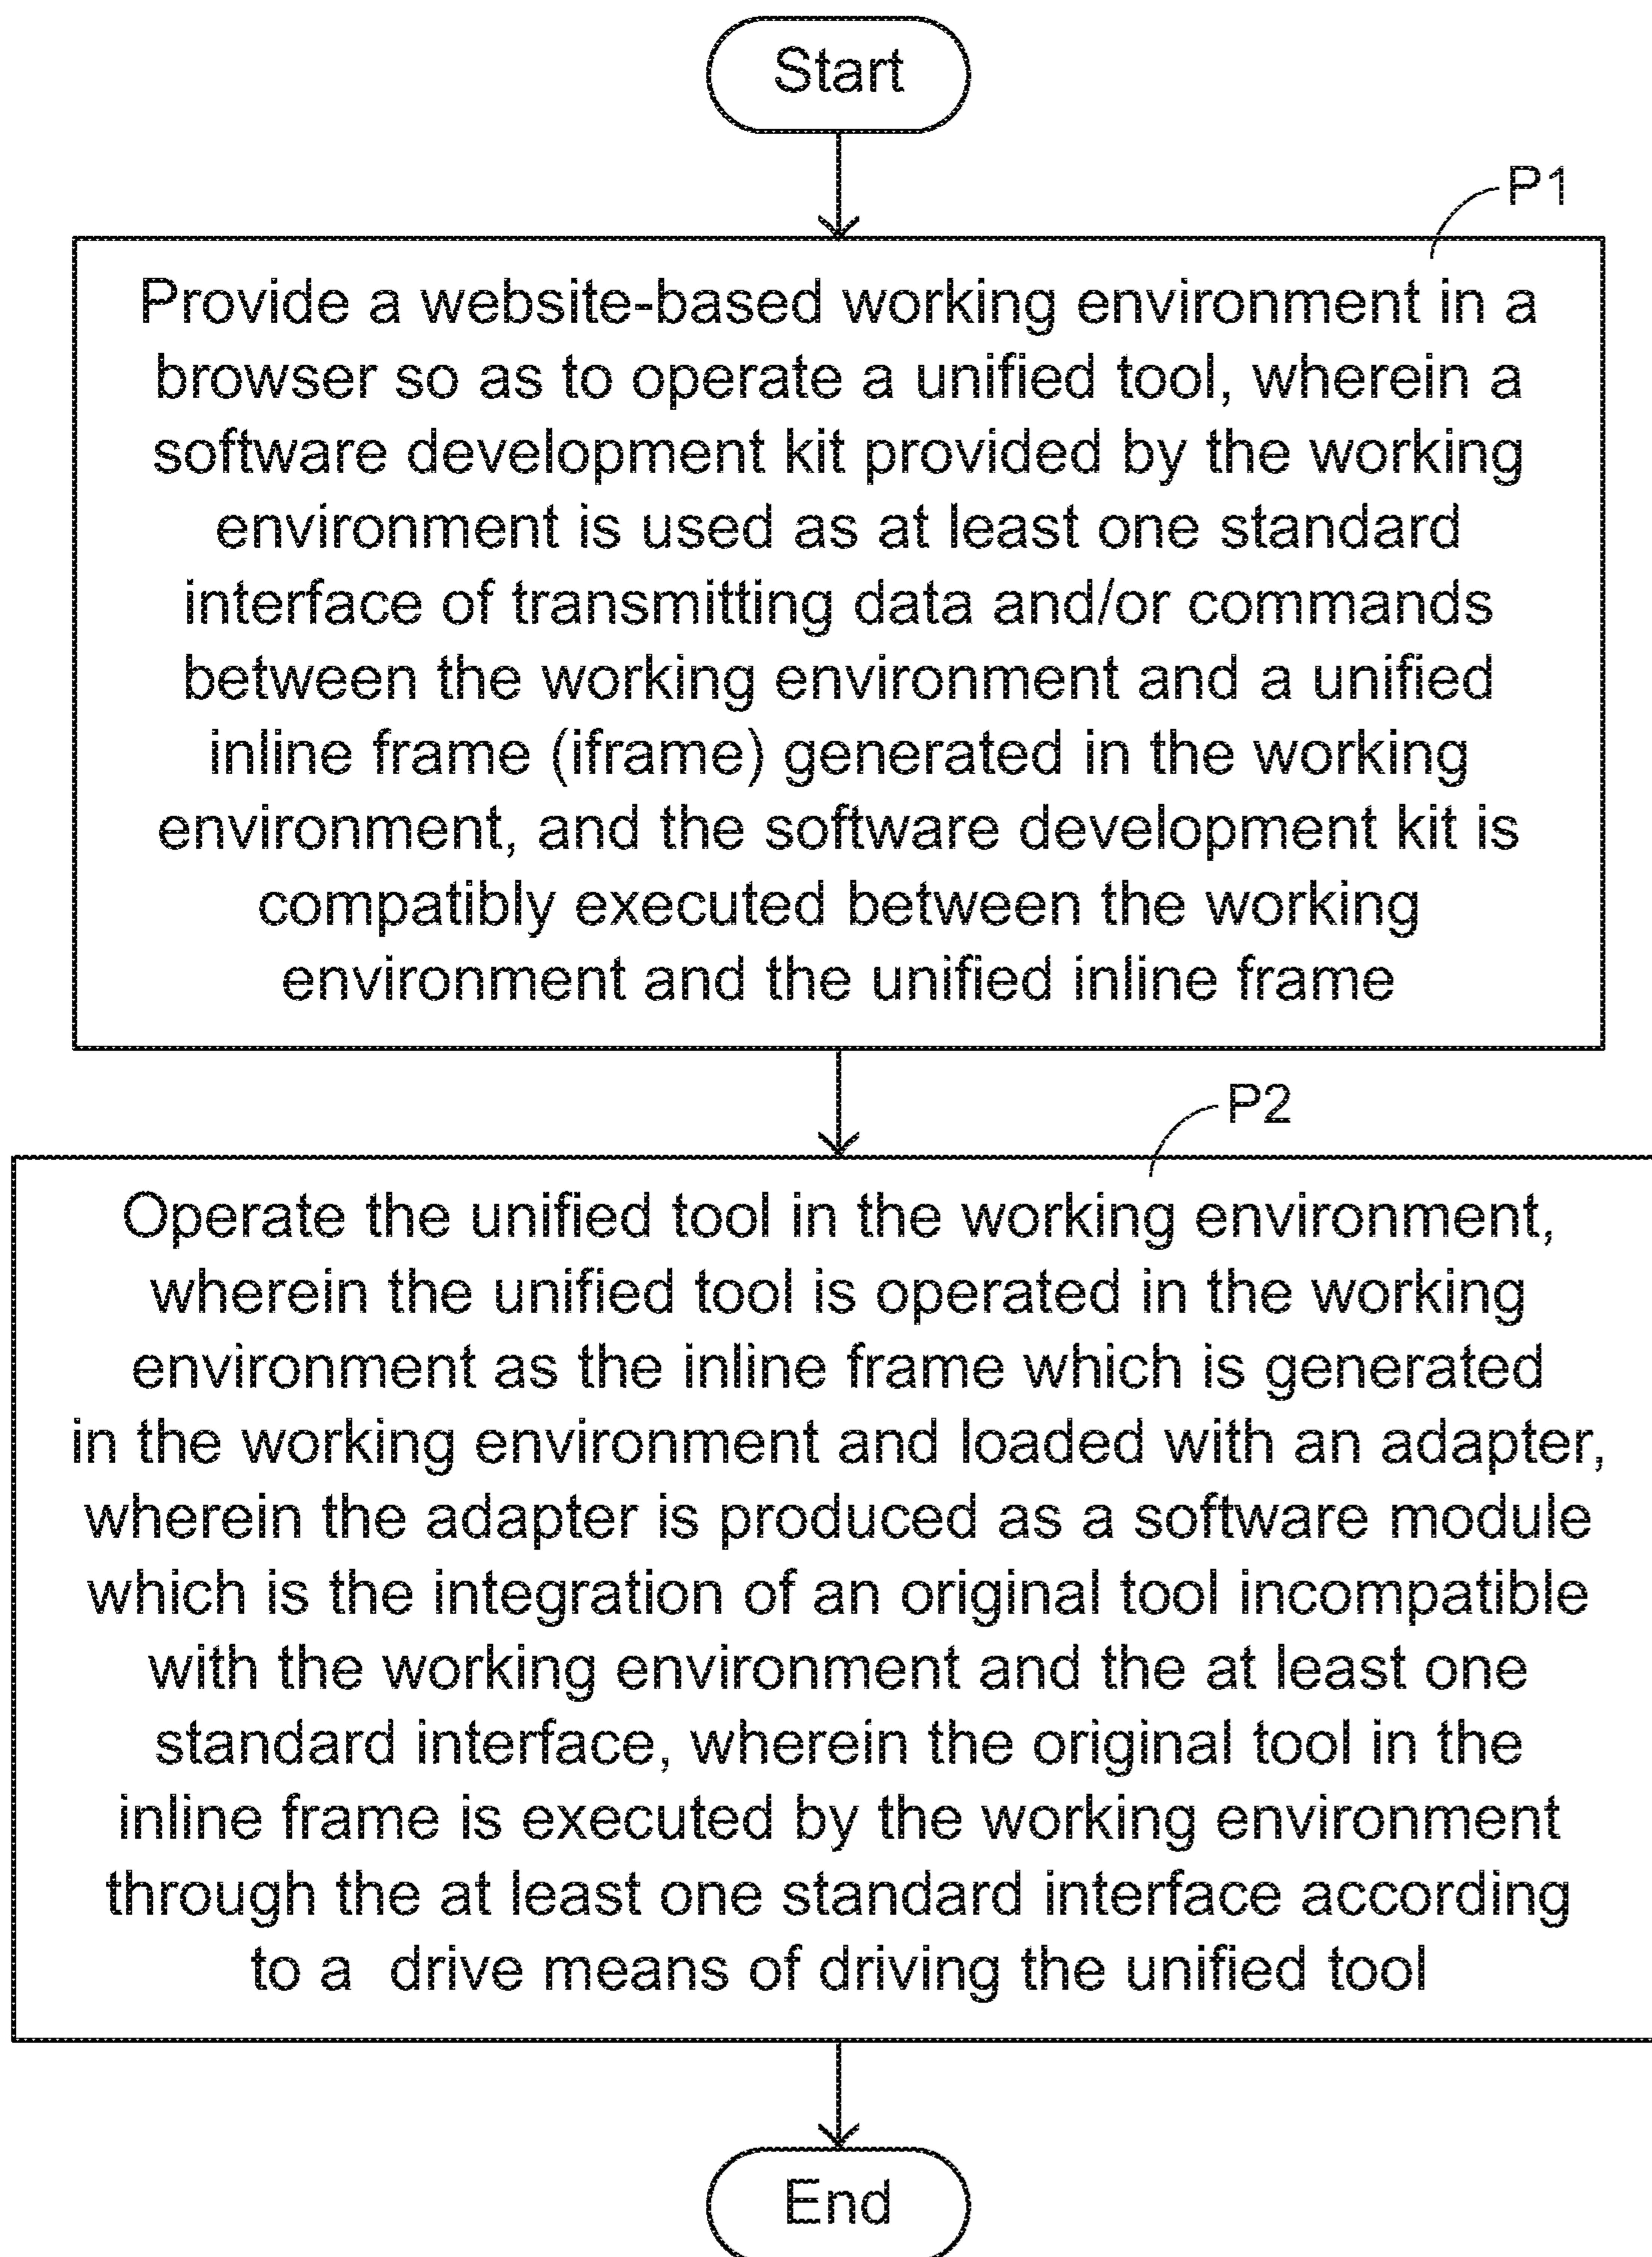 Start
P1
Provide a website-based working environment in a
browser so as to operate a unified tool, wherein a
software development kit provided by the working
environment is used as at least one standard
interface of transmitting data and/or commands
between the working environment and a unified
inline frame (iframe) generated in the working
environment, and the software development kit is
compatibly executed between the working
environment and the unified inline frame
P2
Operate the unified tool in the working environment,
wherein the unified tool is operated in the working
environment as the inline frame which is generated
in the working environment and loaded with an adapter,
wherein the adapter is produced as a software module
which is the integration of an original tool incompatible
with the working environment and the at least one
standard interface, wherein the original tool in the
inline frame is executed by the working environment
through the at least one standard interface according
to a drive means of driving the unified tool
End